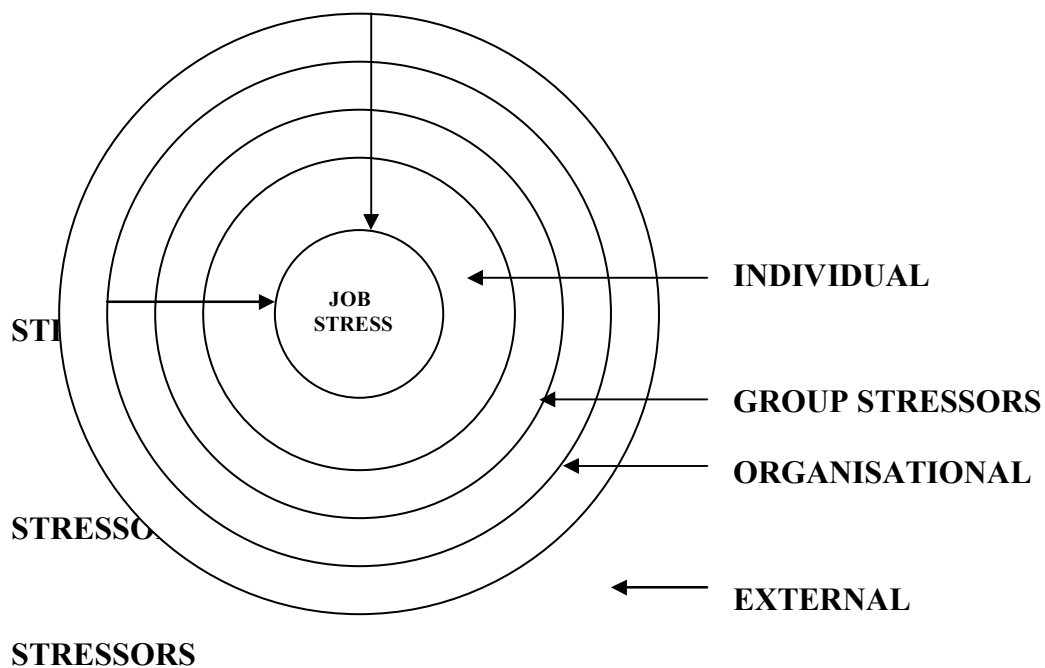 JOB
STRESS
INDIVIDUAL
GROUP STRESSORS
ORGANISATIONAL
EXTERNAL
STRESSORS